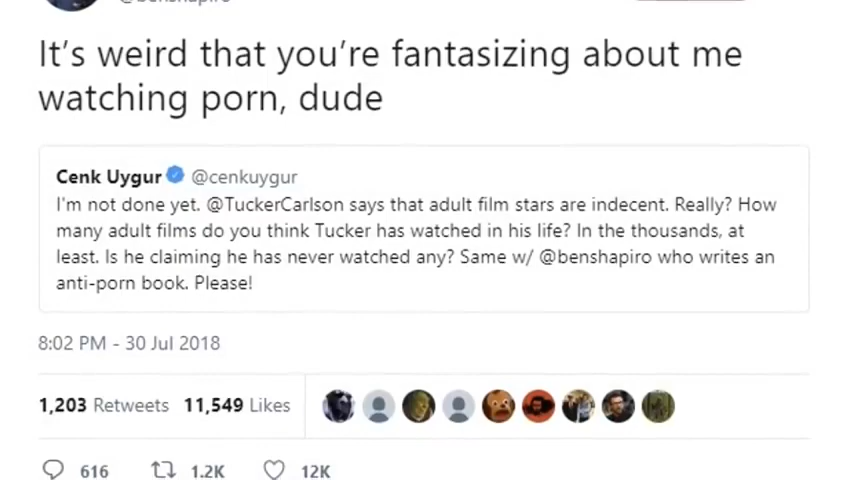 @benshapiro
It's weird that you're fantasizing about me
watching porn, dude
Cenk Uygur @cenkuygur
I'm not done yet. @TuckerCarlson says that adult film stars are indecent. Really? How
many adult films do you think Tucker has watched in his life? In the thousands, at
least. Is he claiming he has never watched any? Same w/ @benshapiro who writes an
anti-porn book. Please!
8:02 PM - 30 Jul 2018
1,203 Retweets 11,549 Likes
616 1.2K 12K